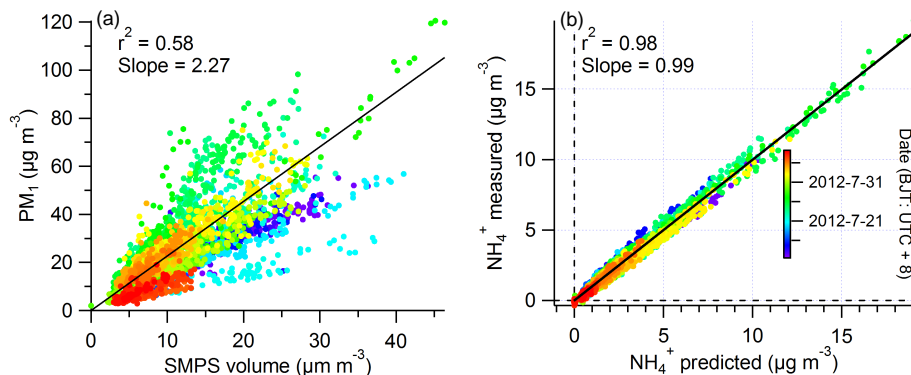 (a)
r² = 0.58
Slope = 2.27
PM₁ (µg m⁻³)
120
100
80
60
40
20
0
0 10 20 30 40
SMPS volume (µm m⁻³)
(b)
r² = 0.98
Slope = 0.99
NH₄⁺ measured (µg m⁻³)
15
10
5
0
0 5 10 15
NH₄⁺ predicted (µg m⁻³)
2012-7-31
2012-7-21
Date (BJT: UTC + 8)